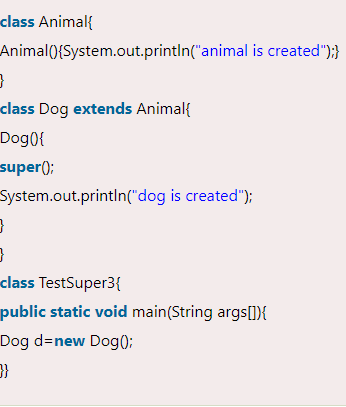 class Animal{
Animal(){System.out.println("animal is created");}
}
class Dog extends Animal{
Dog(){
super();
System.out.println("dog is created");
}
}
class TestSuper3{
public static void main(String args[]){
Dog d=new Dog();
}}